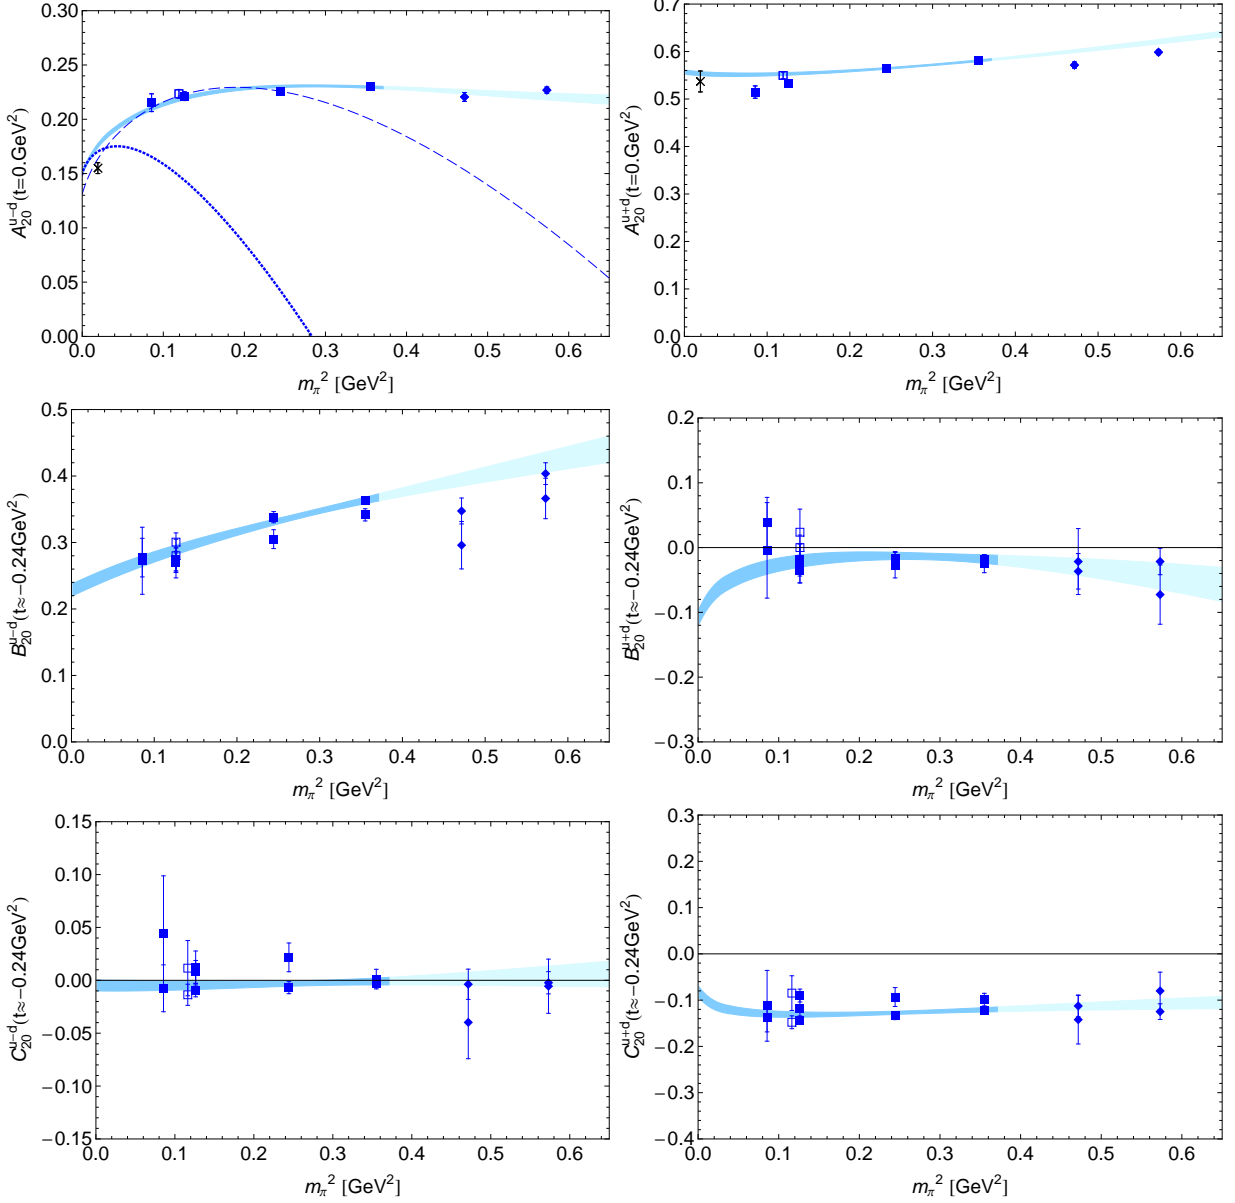 0.30
0.25
0.20
0.15
0.10
0.05
0.00
A₂₀ᵘ⁻ᵈ(t=0.GeV²)
0.0 0.1 0.2 0.3 0.4 0.5 0.6
mπ² [GeV²]
0.7
0.6
0.5
0.4
0.3
0.2
0.1
0.0
A₂₀ᵘ⁺ᵈ(t=0.GeV²)
0.0 0.1 0.2 0.3 0.4 0.5 0.6
mπ² [GeV²]
0.5
0.4
0.3
0.2
0.1
0.0
B₂₀ᵘ⁻ᵈ(t≈−0.24GeV²)
0.0 0.1 0.2 0.3 0.4 0.5 0.6
mπ² [GeV²]
0.2
0.1
0.0
−0.1
−0.2
−0.3
B₂₀ᵘ⁺ᵈ(t≈−0.24GeV²)
0.0 0.1 0.2 0.3 0.4 0.5 0.6
mπ² [GeV²]
0.15
0.10
0.05
0.00
−0.05
−0.10
−0.15
C₂₀ᵘ⁻ᵈ(t≈−0.24GeV²)
0.0 0.1 0.2 0.3 0.4 0.5 0.6
mπ² [GeV²]
0.3
0.2
0.1
0.0
−0.1
−0.2
−0.3
−0.4
C₂₀ᵘ⁺ᵈ(t≈−0.24GeV²)
0.0 0.1 0.2 0.3 0.4 0.5 0.6
mπ² [GeV²]